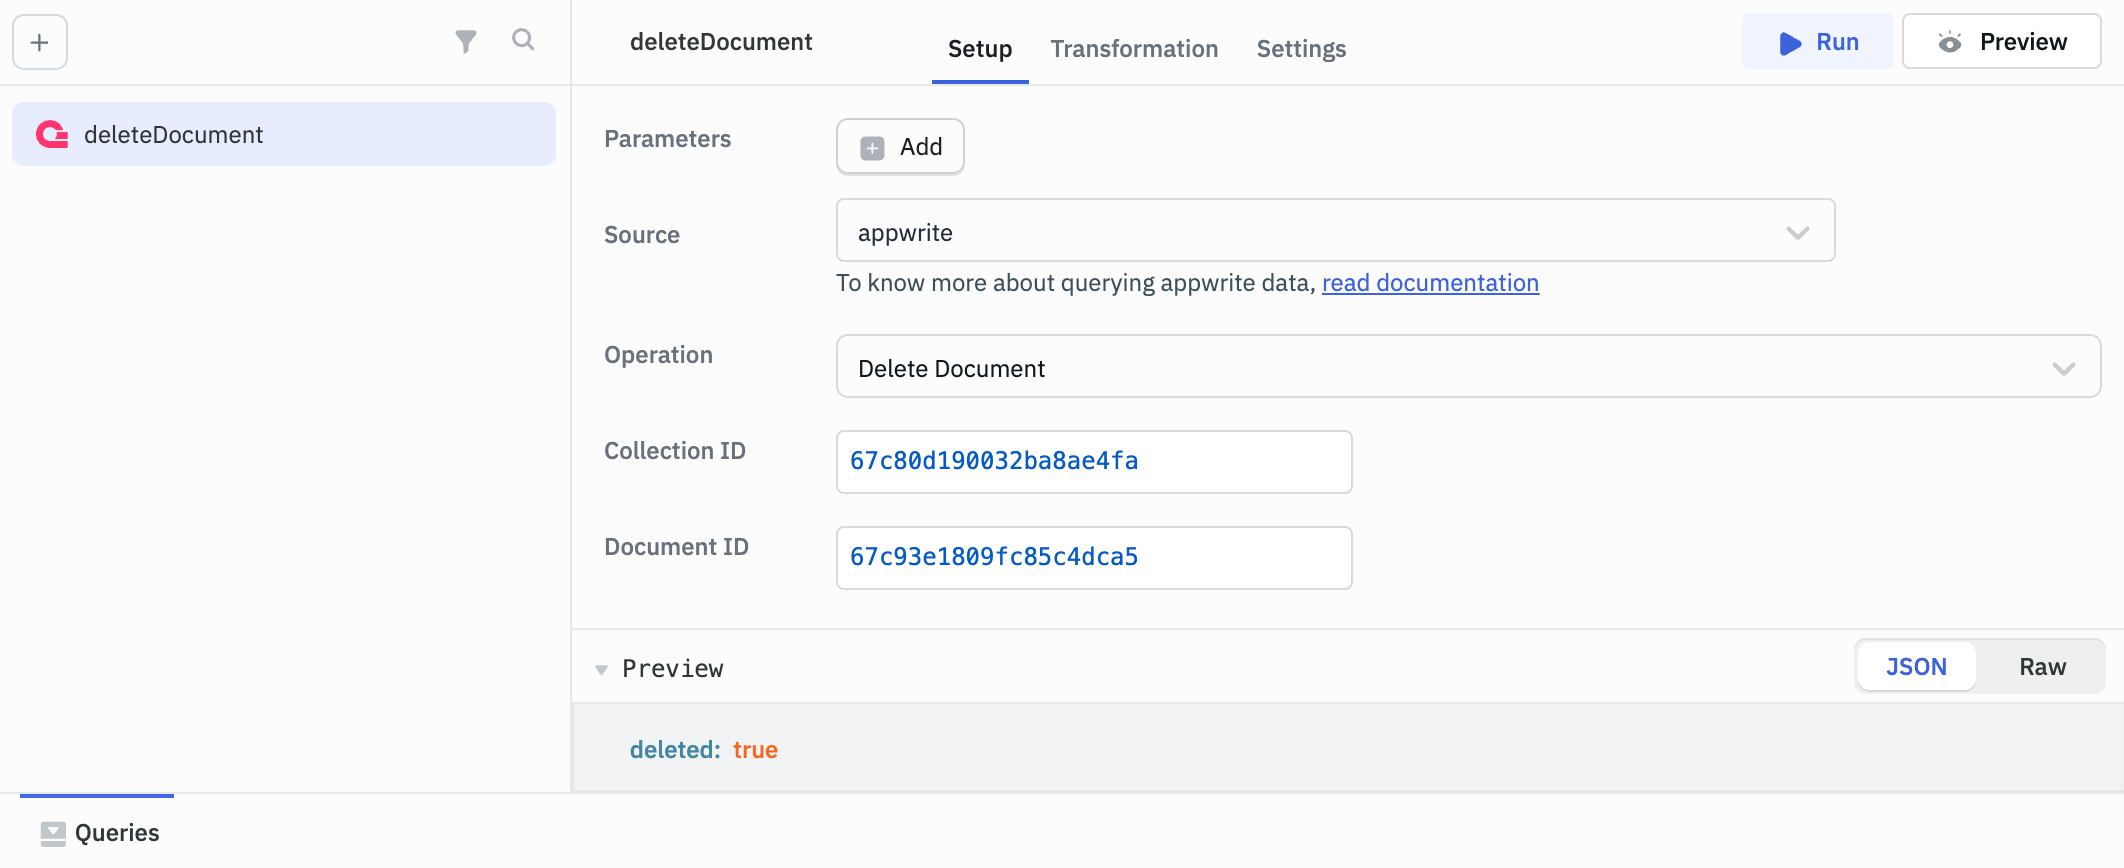 deleteDocument
Setup
Transformation
Settings
Run
Preview
deleteDocument
Parameters
Add
Source
appwrite
To know more about querying appwrite data, read documentation
Operation
Delete Document
Collection ID
67c80d190032ba8ae4fa
Document ID
67c93e1809fc85c4dca5
Preview
JSON
Raw
deleted: true
Queries